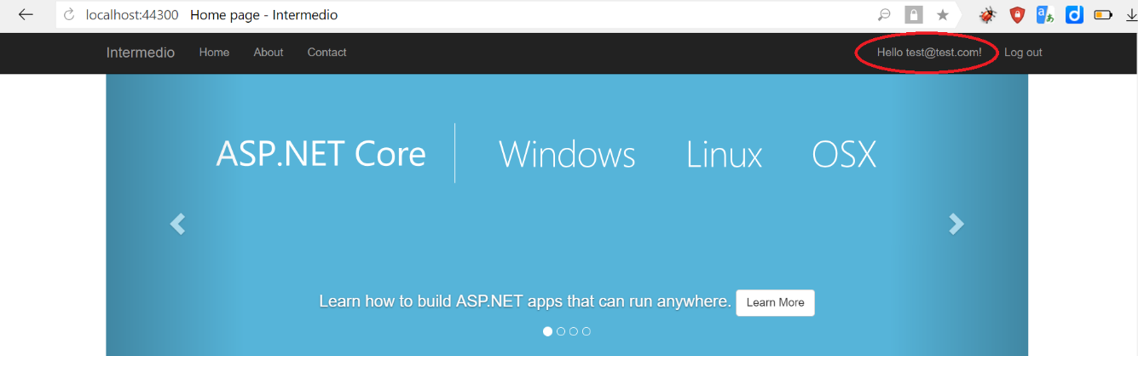 localhost:44300 Home page - Intermedio
Intermedio Home About Contact Hello test@test.com! Log out
ASP.NET Core Windows Linux OSX
Learn how to build ASP.NET apps that can run anywhere. Learn More